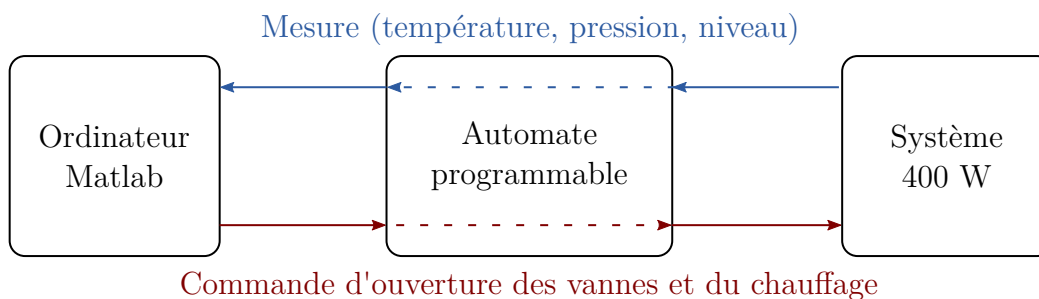 Mesure (température, pression, niveau)
Ordinateur
Matlab
Automate
programmable
Système
400 W
Commande d'ouverture des vannes et du chauffage